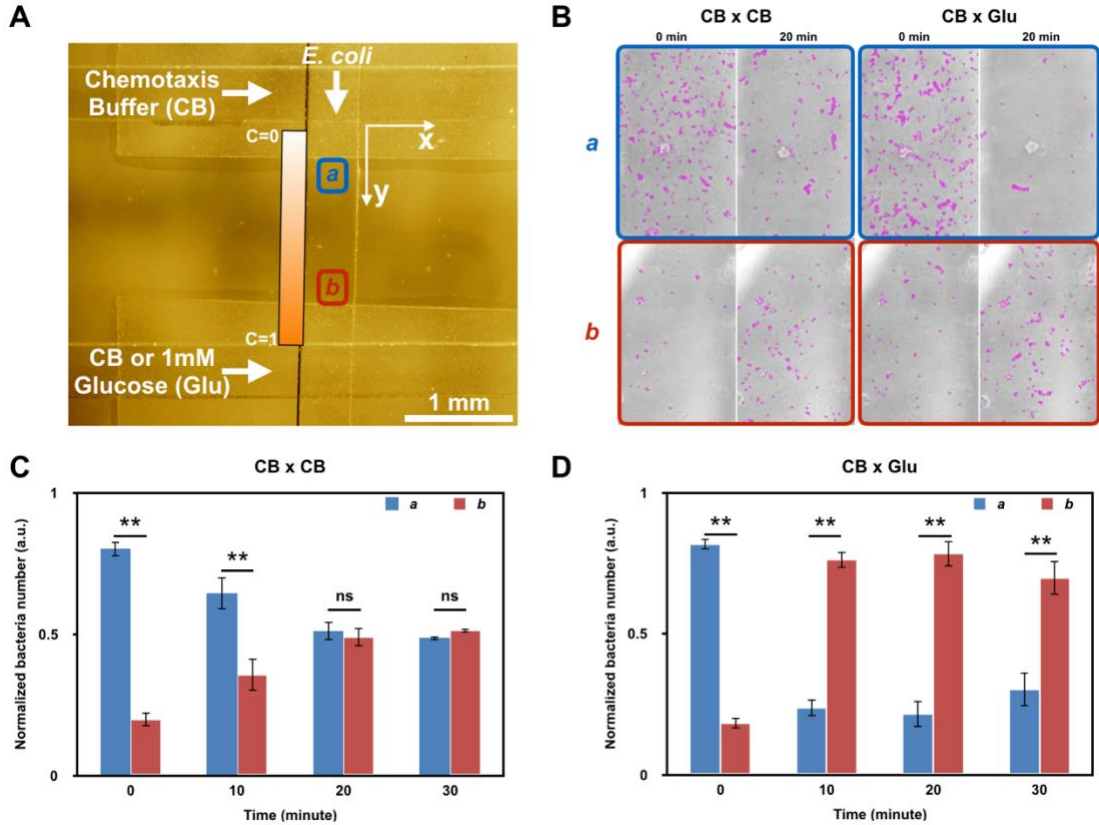 A
Chemotaxis
Buffer (CB)
E. coli
C=0
x
a
y
b
C=1
CB or 1mM
Glucose (Glu)
1 mm
B
CB x CB
CB x Glu
0 min
20 min
0 min
20 min
a
b
C
CB x CB
a
b
Normalized bacteria number (a.u.)
1
0.5
0
**
**
ns
ns
0
10
20
30
Time (minute)
D
CB x Glu
a
b
Normalized bacteria number (a.u.)
1
0.5
0
**
**
**
**
0
10
20
30
Time (minute)